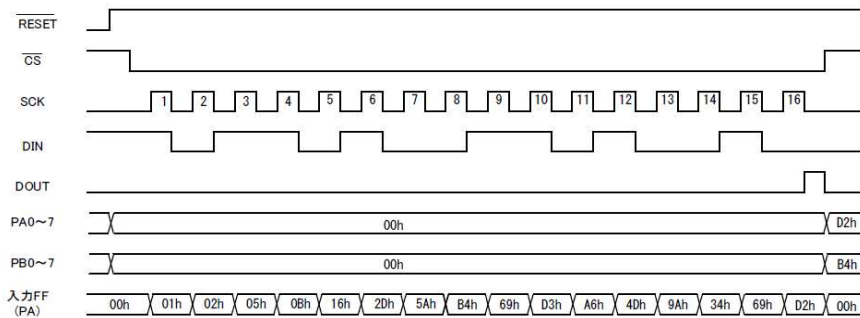 RESET
CS
SCK 1 2 3 4 5 6 7 8 9 10 11 12 13 14 15 16
DIN
DOUT
PA0～7 00h D2h
PB0～7 00h B4h
入力FF
(PA) 00h 01h 02h 05h 0Bh 16h 2Dh 5Ah B4h 69h D3h A6h 4Dh 9Ah 34h 69h D2h 00h